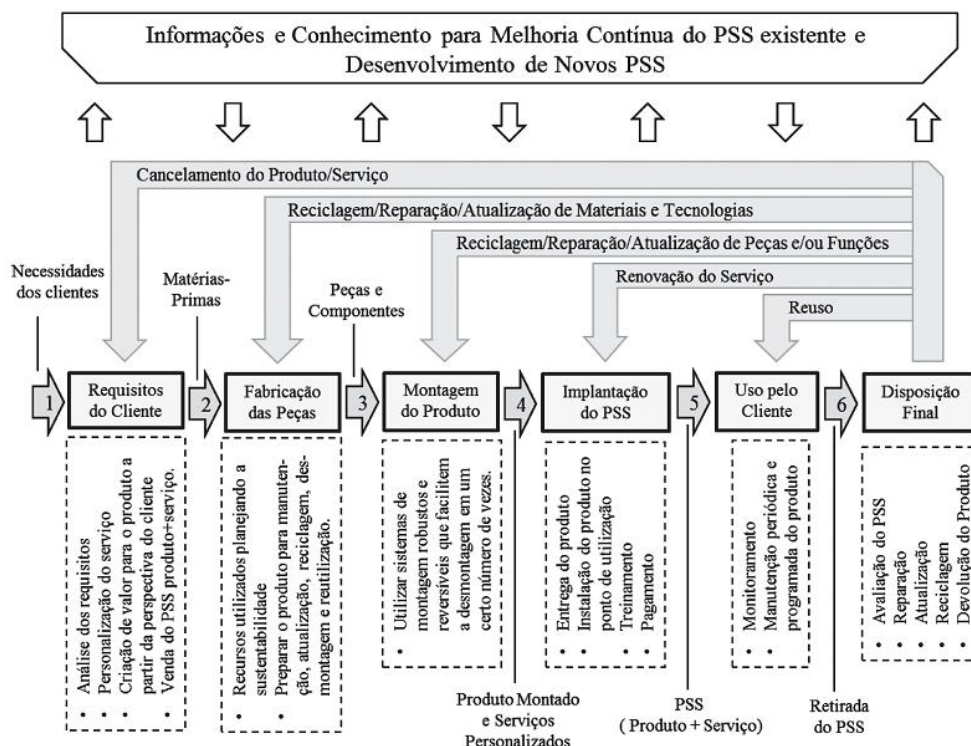 Informações e Conhecimento para Melhoria Contínua do PSS existente e
Desenvolvimento de Novos PSS
Cancelamento do Produto/Serviço
Reciclagem/Reparação/Atualização de Materiais e Tecnologias
Reciclagem/Reparação/Atualização de Peças e/ou Funções
Renovação do Serviço
Reuso
Necessidades
dos clientes
Matérias-
Primas
Peças e
Componentes
1
Requisitos
do Cliente
2
Fabricação
das Peças
3
Montagem
do Produto
4
Implantação
do PSS
5
Uso pelo
Cliente
6
Disposição
Final
• Análise dos requisitos
• Personalização do serviço
• Criação de valor para o produto a
partir da perspectiva do cliente
• Venda do PSS produto+serviço.
• Recursos utilizados planejando a
sustentabilidade
• Preparar o produto para manuten-
ção, atualização, reciclagem, des-
montagem e reutilização.
• Utilizar sistemas de
montagem robustos e
reversíveis que facilitem
a desmontagem em um
certo número de vezes.
• Entrega do produto
• Instalação do produto no
ponto de utilização
• Treinamento
• Pagamento
• Monitoramento
• Manutenção periódica e
programada do produto
• Avaliação do PSS
• Reparação
• Atualização
• Reciclagem
• Devolução do Produto
Produto Montado
e Serviços
Personalizados
PSS
( Produto + Serviço)
Retirada
do PSS